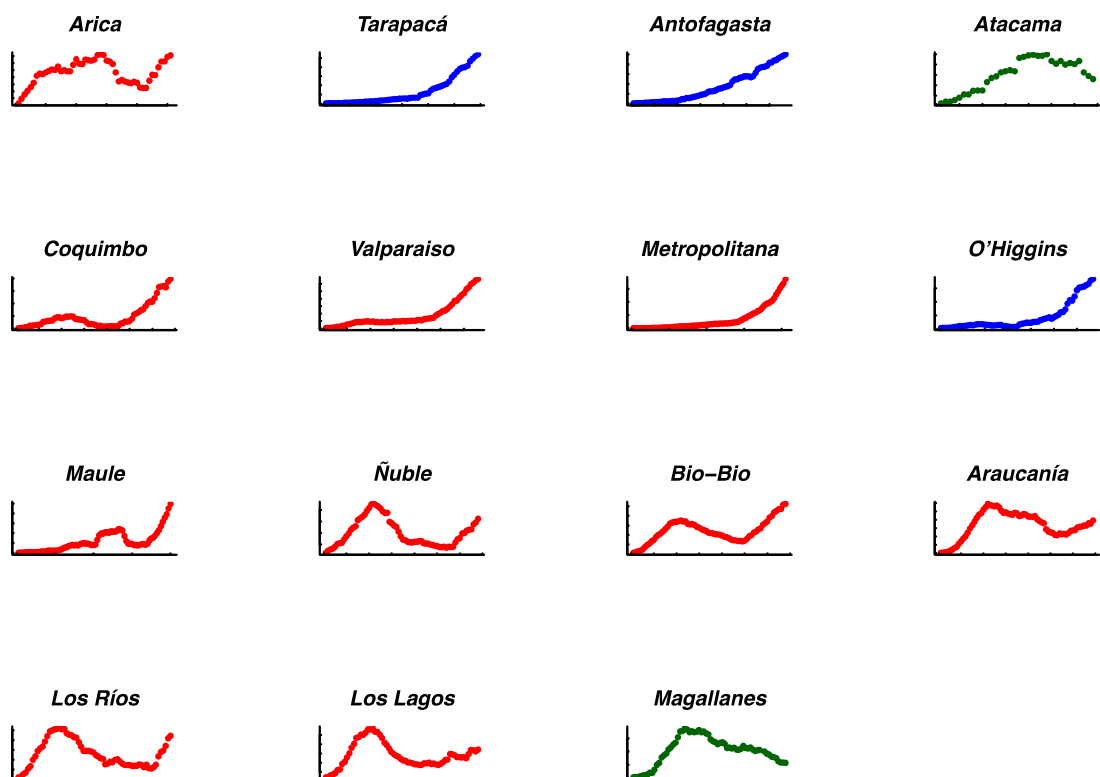 Arica
Tarapacá
Antofagasta
Atacama
Coquimbo
Valparaiso
Metropolitana
O’Higgins
Maule
Ñuble
Bio−Bio
Araucanía
Los Ríos
Los Lagos
Magallanes